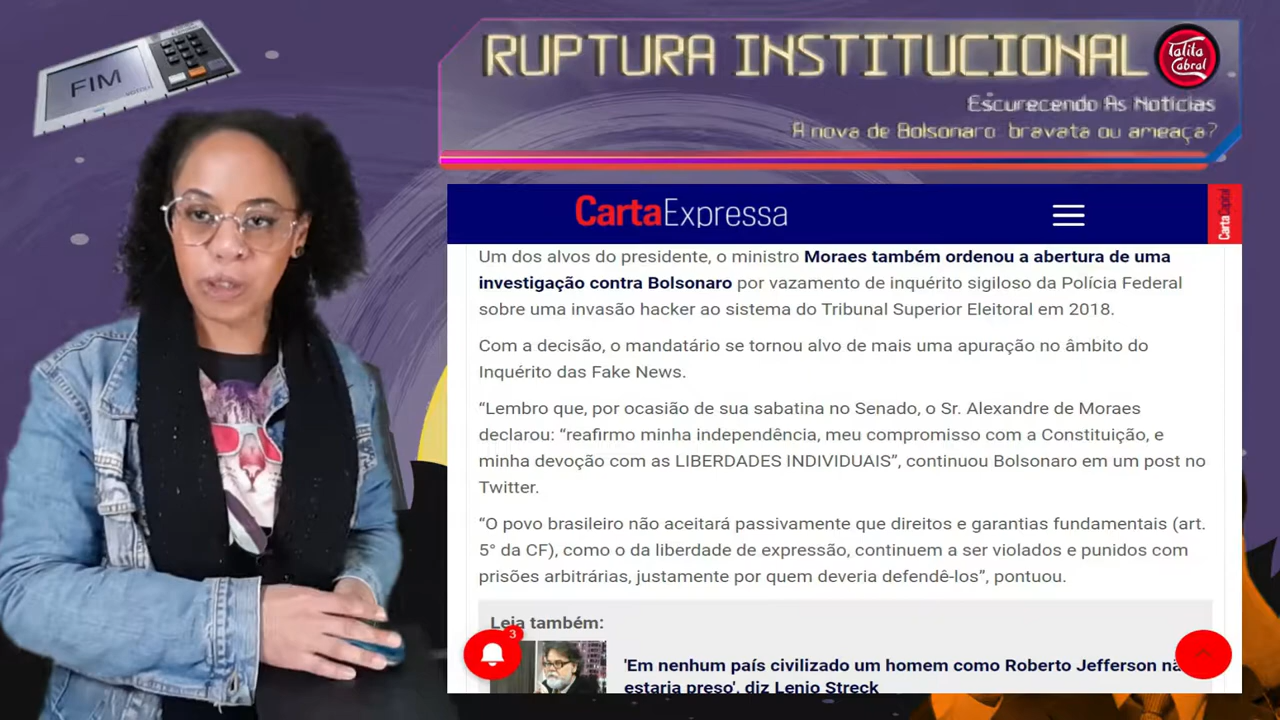 FIM
RUPTURA INSTITUCIONAL
Talita
Cabral
Escurecendo As Notícias
A nova de Bolsonaro: bravata ou ameaça?
CartaExpressa
CartaCapital
Um dos alvos do presidente, o ministro Moraes também ordenou a abertura de uma
investigação contra Bolsonaro por vazamento de inquérito sigiloso da Polícia Federal
sobre uma invasão hacker ao sistema do Tribunal Superior Eleitoral em 2018.
Com a decisão, o mandatário se tornou alvo de mais uma apuração no âmbito do
Inquérito das Fake News.
“Lembro que, por ocasião de sua sabatina no Senado, o Sr. Alexandre de Moraes
declarou: “reafirmo minha independência, meu compromisso com a Constituição, e
minha devoção com as LIBERDADES INDIVIDUAIS”, continuou Bolsonaro em um post no
Twitter.
“O povo brasileiro não aceitará passivamente que direitos e garantias fundamentais (art.
5° da CF), como o da liberdade de expressão, continuem a ser violados e punidos com
prisões arbitrárias, justamente por quem deveria defendê-los”, pontuou.
Leia também:
3
'Em nenhum país civilizado um homem como Roberto Jefferson nã
estaria preso', diz Lenio Streck